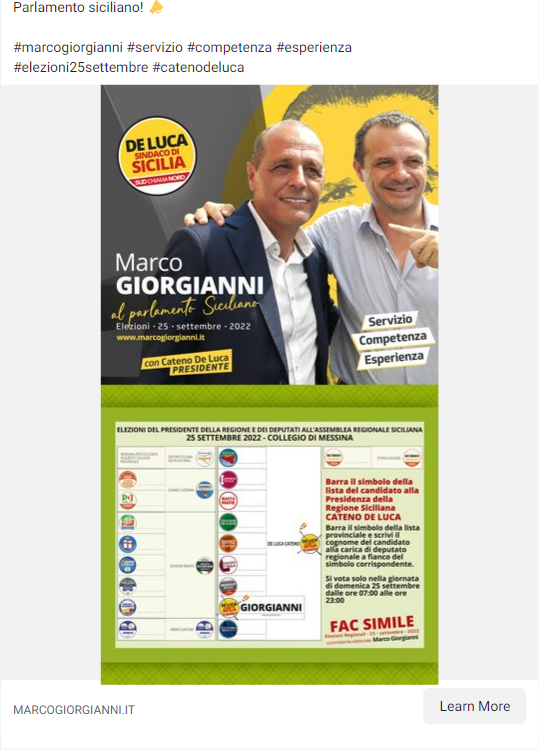 Parlamento siciliano!
#marcogiorgianni #servizio #competenza #esperienza
#elezioni25settembre #catenodeluca
DE LUCA
SINDACO DI
SICILIA
SUD CHIAMA NORD
Marco
GIORGIANNI
al parlamento Siciliano
Elezioni · 25 · settembre · 2022
www.marcogiorgianni.it
con Cateno De Luca
PRESIDENTE
Servizio
Competenza
Esperienza
ELEZIONI DEL PRESIDENTE DELLA REGIONE E DEI DEPUTATI ALL'ASSEMBLEA REGIONALE SICILIANA
25 SETTEMBRE 2022 - COLLEGIO DI MESSINA
DE LUCA CATENO
DE LUCA
GIORGIANNI
Barra il simbolo della
lista del candidato alla
Presidenza della
Regione Siciliana
CATENO DE LUCA
Barra il simbolo della lista
provinciale e scrivi il
cognome del candidato
alla carica di deputato
regionale a fianco del
simbolo corrispondente.
Si vota solo nella giornata
di domenica 25 settembre
dalle ore 07:00 alle ore
23:00
FAC SIMILE
Elezioni Regionali · 25 · settembre · 2022
committente elettorale: Marco Giorgianni
MARCOGIORGIANNI.IT
Learn More